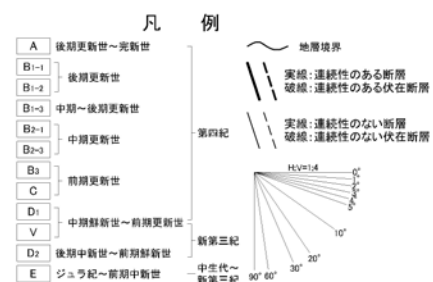 凡 例
A 後期更新世~完新世
B1-1
B1-2
後期更新世
B1-3 中期~後期更新世
B2-1
B2-3
中期更新世
B3
C
前期更新世
D1
V
中期鮮新世~前期更新世
D2 後期中新世~前期鮮新世
E ジュラ紀~前期中新世
第四紀
新第三紀
中生代~
新第三紀
地層境界
実線:連続性のある断層
破線:連続性のある伏在断層
実線:連続性のない断層
破線:連続性のない伏在断層
H:V=1:4
0°
10°
20°
30°
60°
90°